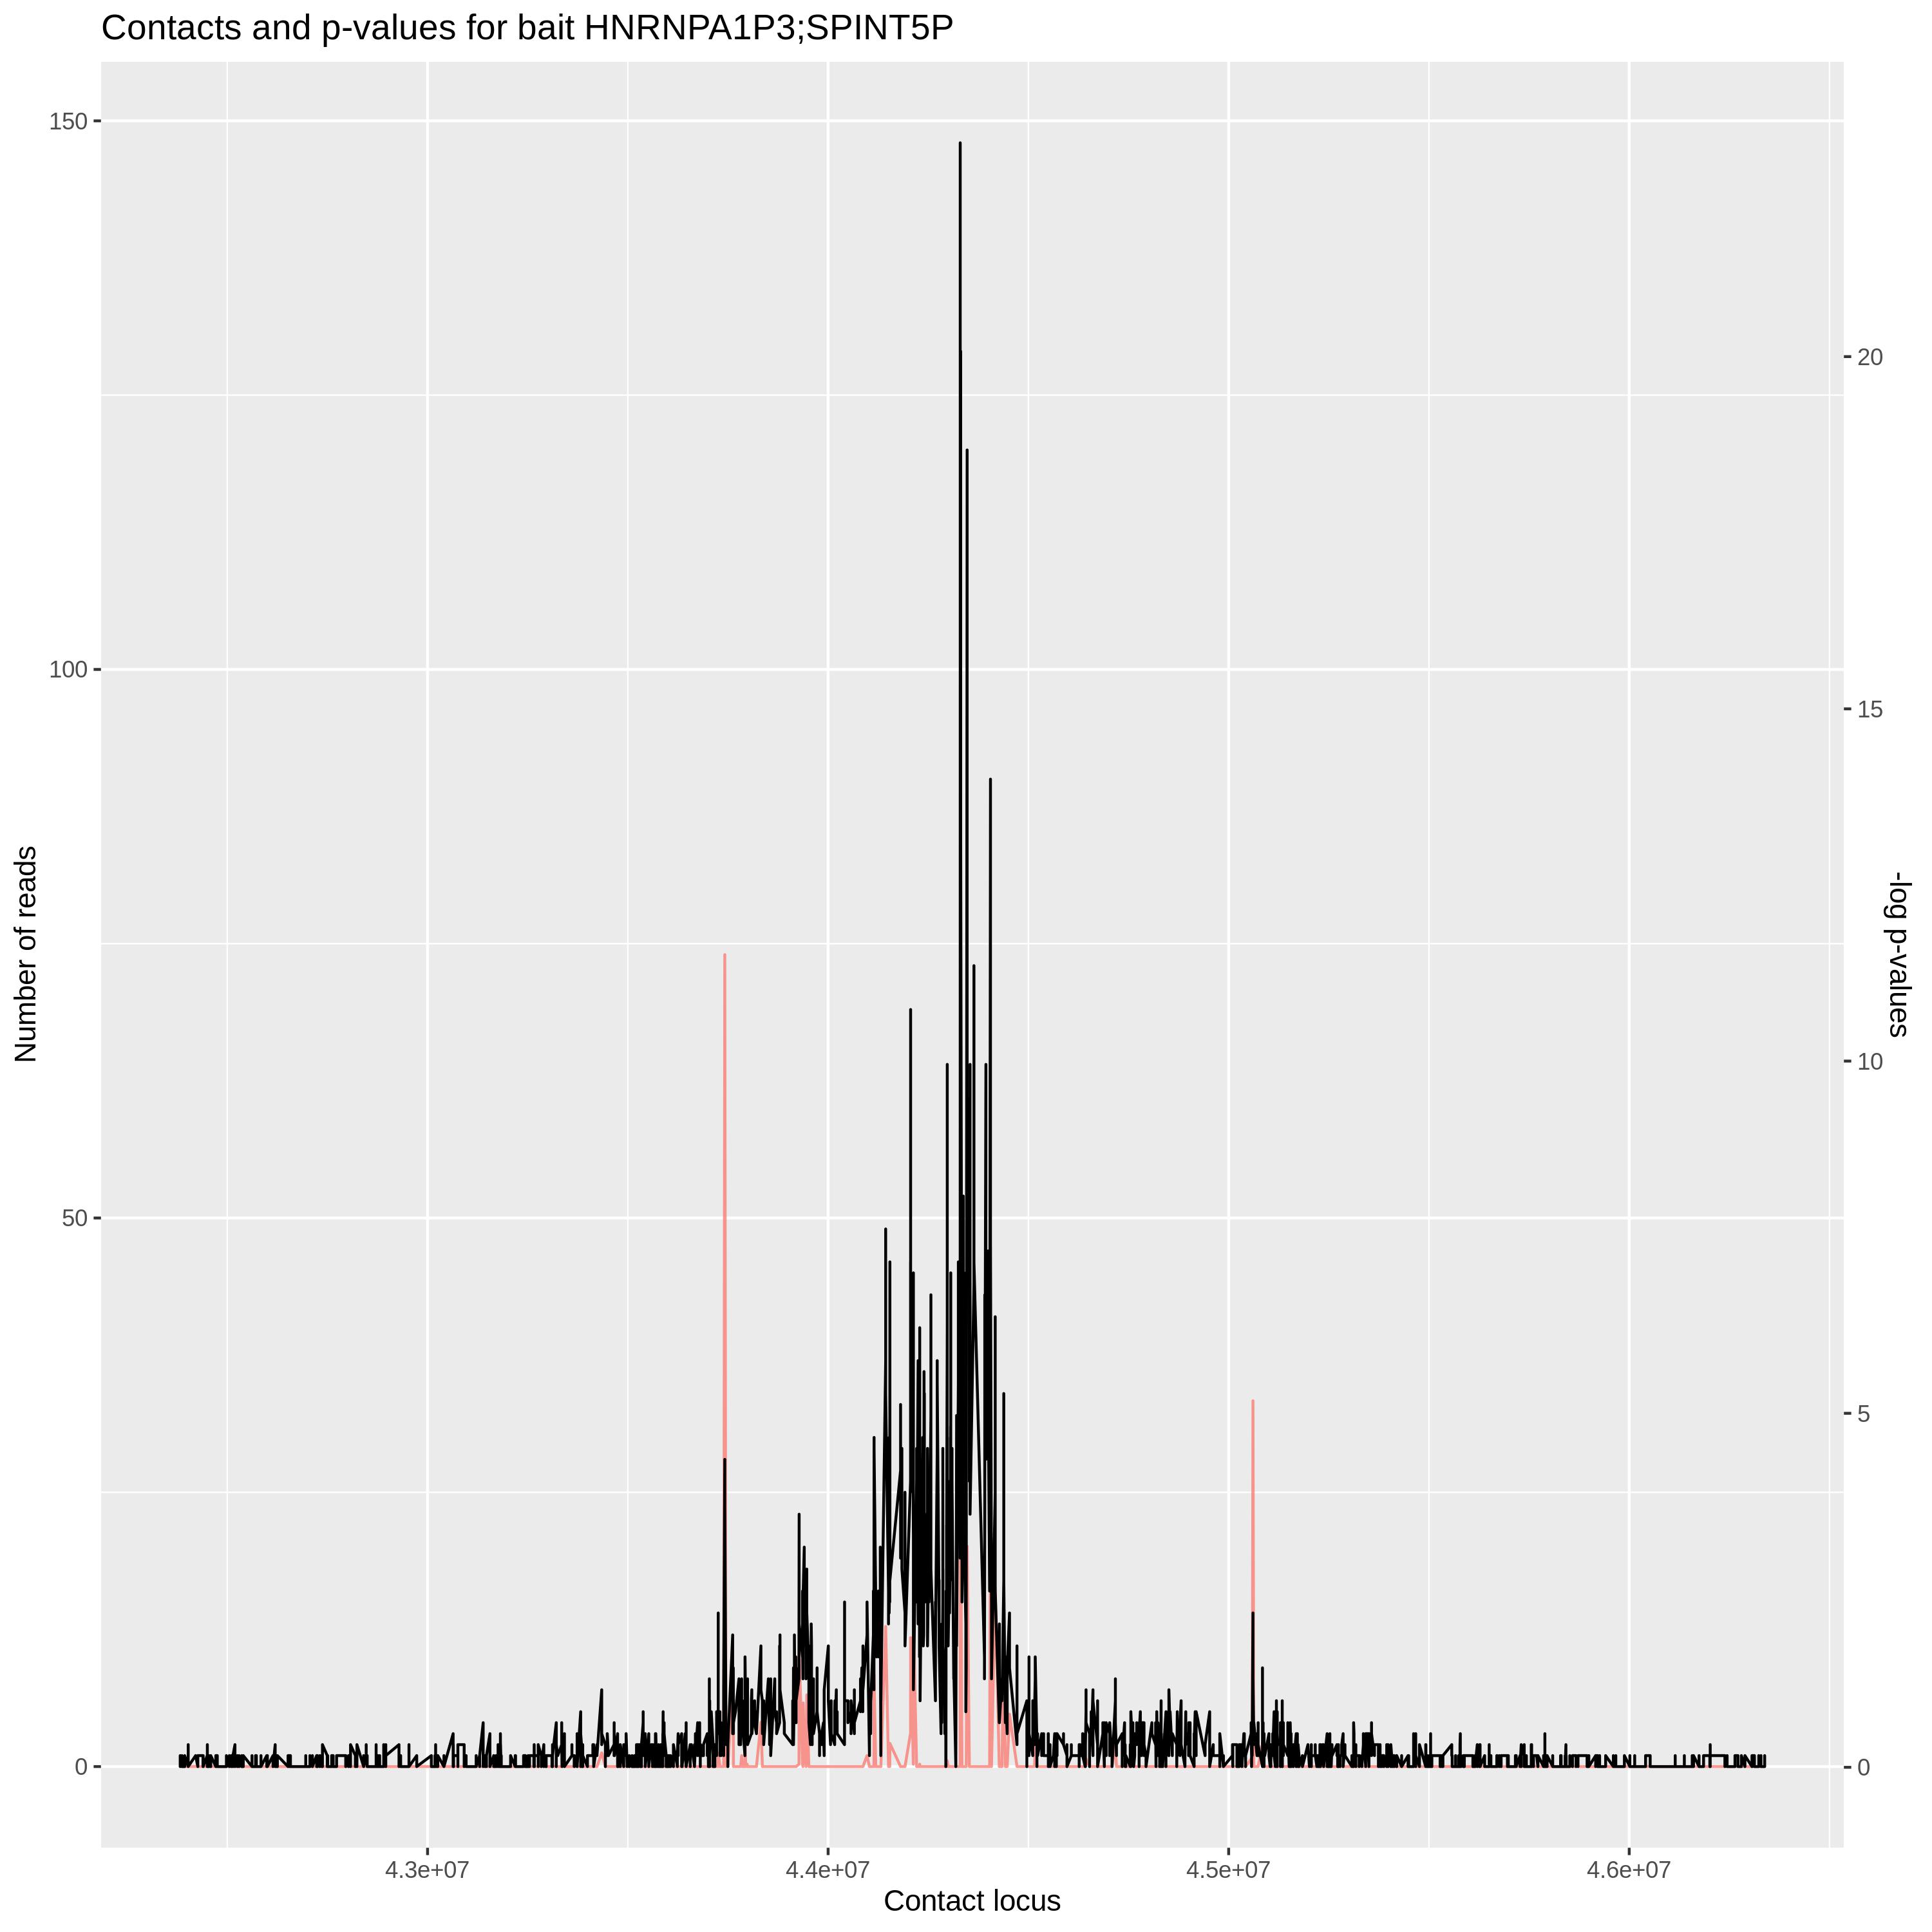 Contacts and p-values for bait HNRNPA1P3;SPINT5P
150
100
50
0
Number of reads
20
15
10
5
0
-log p-values
4.3e+07
4.4e+07
4.5e+07
4.6e+07
Contact locus